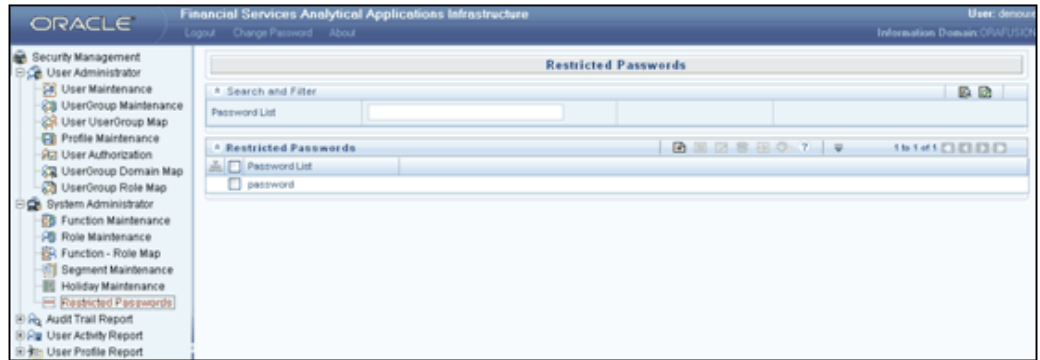 ORACLE
Financial Services Analytical Applications Infrastructure
User: demoux
Logout Change Password About
Information Domain:ORAFUSION
Security Management
User Administrator
User Maintenance
UserGroup Maintenance
User UserGroup Map
Profile Maintenance
User Authorization
UserGroup Domain Map
UserGroup Role Map
System Administrator
Function Maintenance
Role Maintenance
Function - Role Map
Segment Maintenance
Holiday Maintenance
Restricted Passwords
Audit Trail Report
User Activity Report
User Profile Report
Restricted Passwords
Search and Filter
Password List
Restricted Passwords
?
1 to 1 of 1
Password List
password